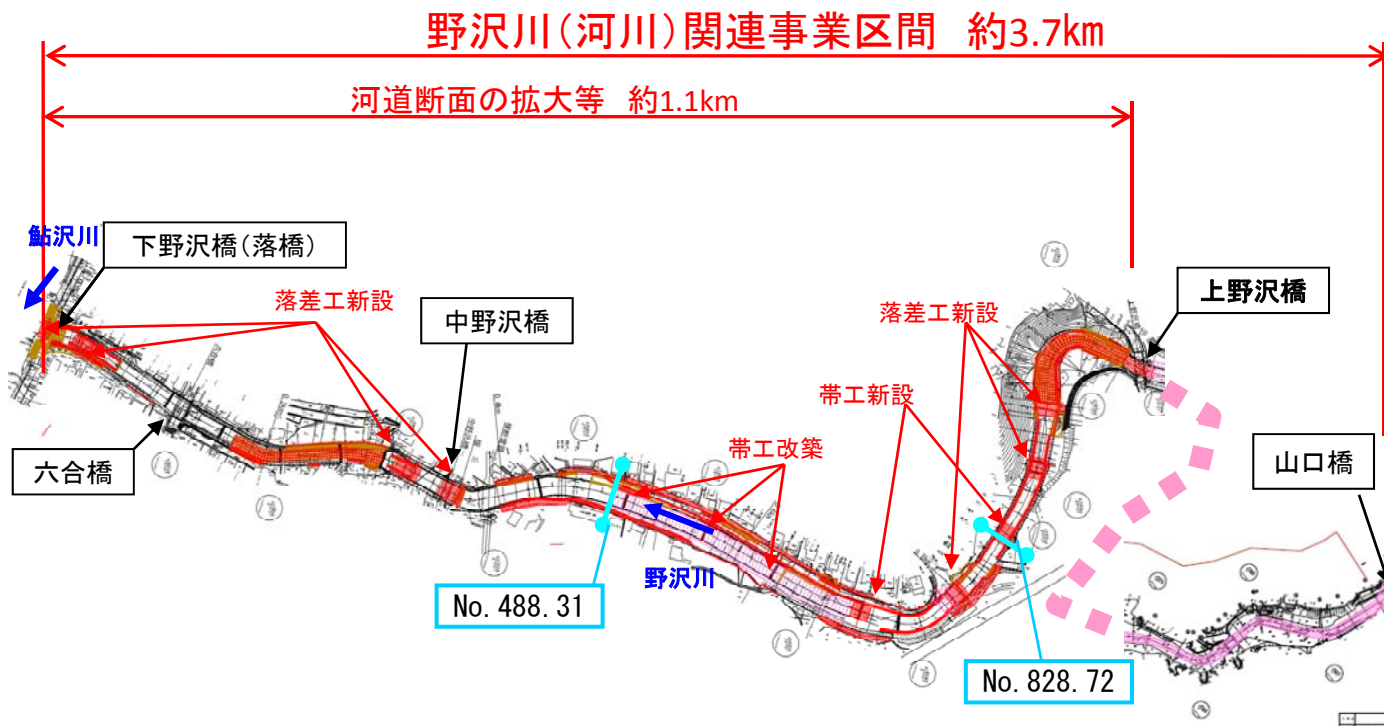 野沢川(河川)関連事業区間 約3.7㎞
河道断面の拡大等 約1.1km
鮎沢川
下野沢橋(落橋)
落差工新設
中野沢橋
落差工新設
上野沢橋
帯工新設
六合橋
帯工改築
山口橋
野沢川
No.488.31
No.828.72